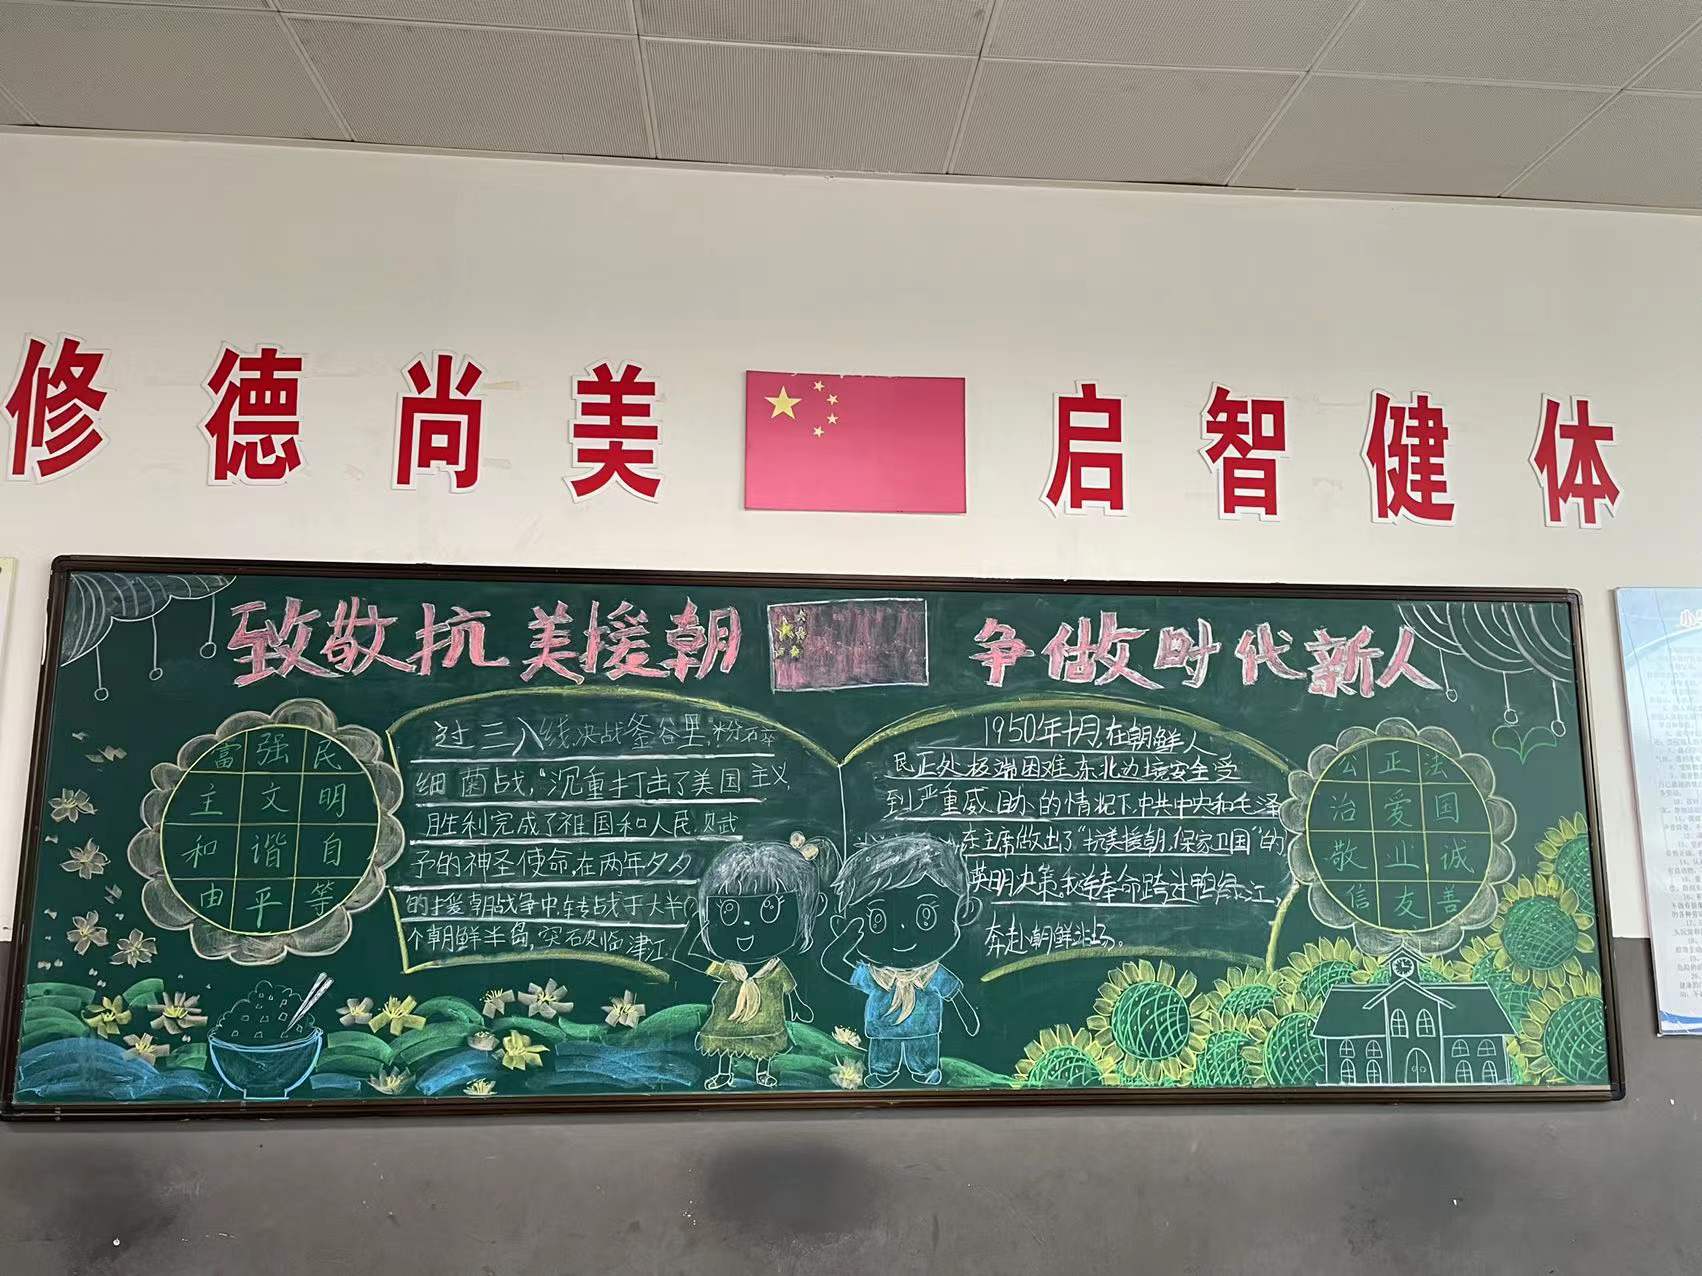 修德尚美 启智健体
致敬抗美援朝 争做时代新人
富强民
主文明
和谐自
由平等
过三八线决战釜谷里,粉碎
细菌战,沉重打击了美国主义,
胜利完成了祖国和人民赋
予的神圣使命,在两年多
的援朝战争中,转战于大半
个朝鲜半岛,突破临津江,
1950年十月,在朝鲜人
民正处极端困难,东北边境安全受
到严重威胁的情况下,中共中央和毛泽
东主席做出了“抗美援朝,保家卫国”的
英明决策。我军奉命跨过鸭绿江,
奔赴朝鲜战场。
公正法
治爱国
敬业诚
信友善